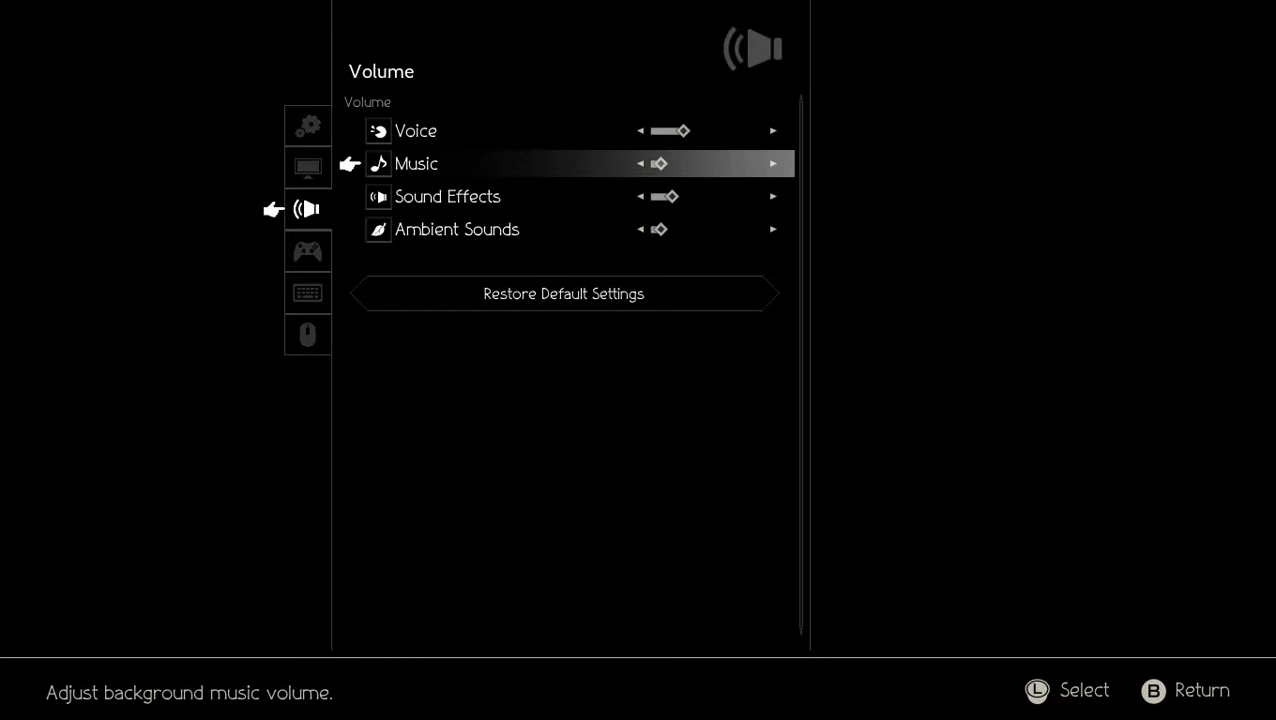 Volume
Volume
Voice
Music
Sound Effects
Ambient Sounds
Restore Default Settings
Adjust background music volume.
L Select B Return